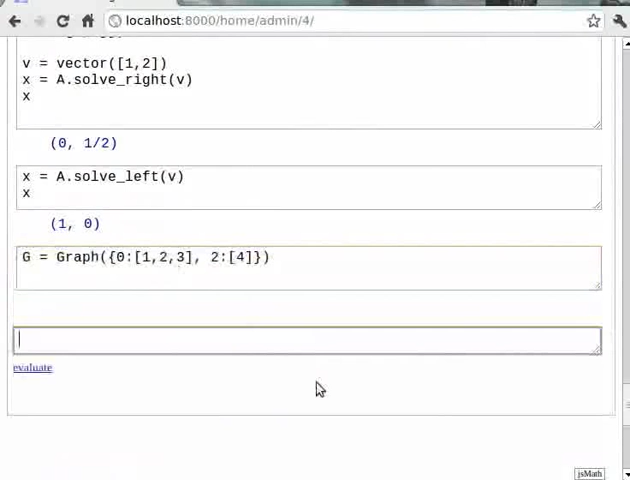 localhost:8000/home/admin/4/
v = vector([1,2])
x = A.solve_right(v)
x
(0, 1/2)
x = A.solve_left(v)
x
(1, 0)
G = Graph({0:[1,2,3], 2:[4]})
evaluate
jsMath